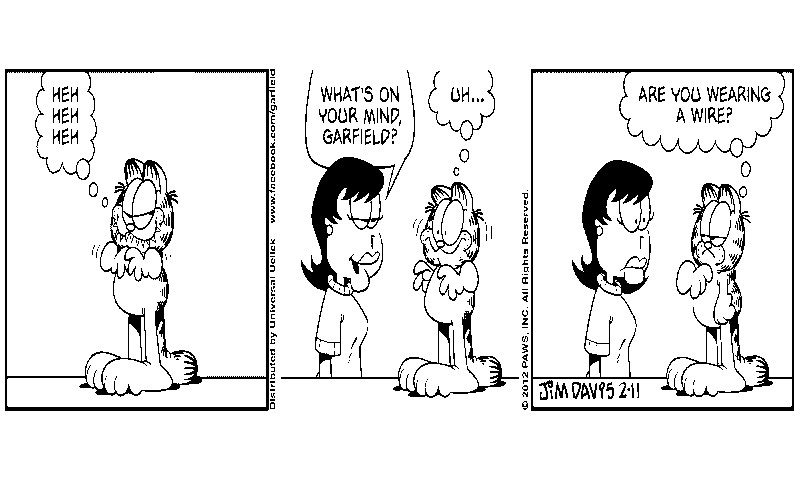 HEH
HEH
HEH
Distributed by Universal Uclick www.facebook.com/garfield
WHAT'S ON
YOUR MIND,
GARFIELD?
UH...
© 2012 PAWS, INC. All Rights Reserved.
ARE YOU WEARING
A WIRE?
JIM DAVIS 2·11